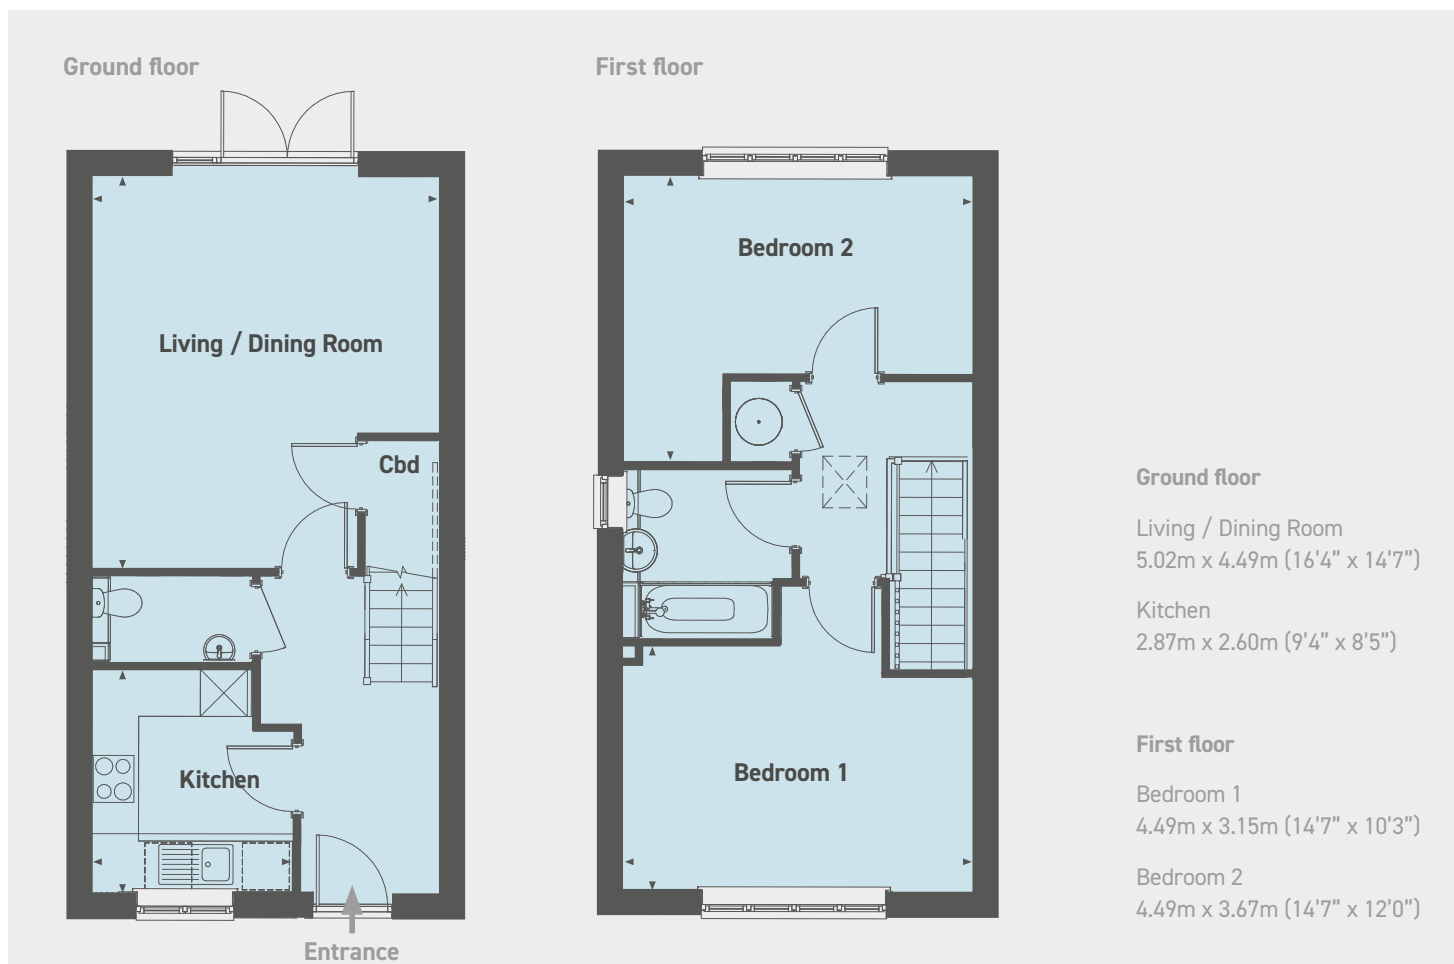 Ground floor
First floor
Living / Dining Room
Cbd
Kitchen
Entrance
Bedroom 2
Bedroom 1
Ground floor
Living / Dining Room
5.02m x 4.49m (16'4” x 14'7”)
Kitchen
2.87m x 2.60m (9'4” x 8'5”)
First floor
Bedroom 1
4.49m x 3.15m (14'7” x 10'3”)
Bedroom 2
4.49m x 3.67m (14'7” x 12'0”)